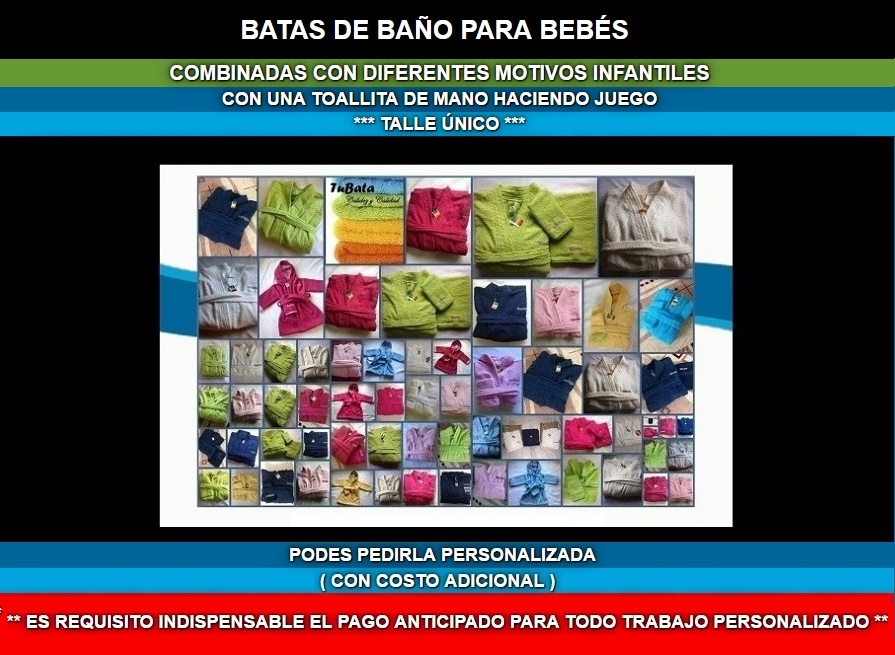 BATAS DE BAÑO PARA BEBÉS
COMBINADAS CON DIFERENTES MOTIVOS INFANTILES
CON UNA TOALLITA DE MANO HACIENDO JUEGO
*** TALLE ÚNICO ***
TuBata
PODES PEDIRLA PERSONALIZADA
( CON COSTO ADICIONAL )
** ES REQUISITO INDISPENSABLE EL PAGO ANTICIPADO PARA TODO TRABAJO PERSONALIZADO **